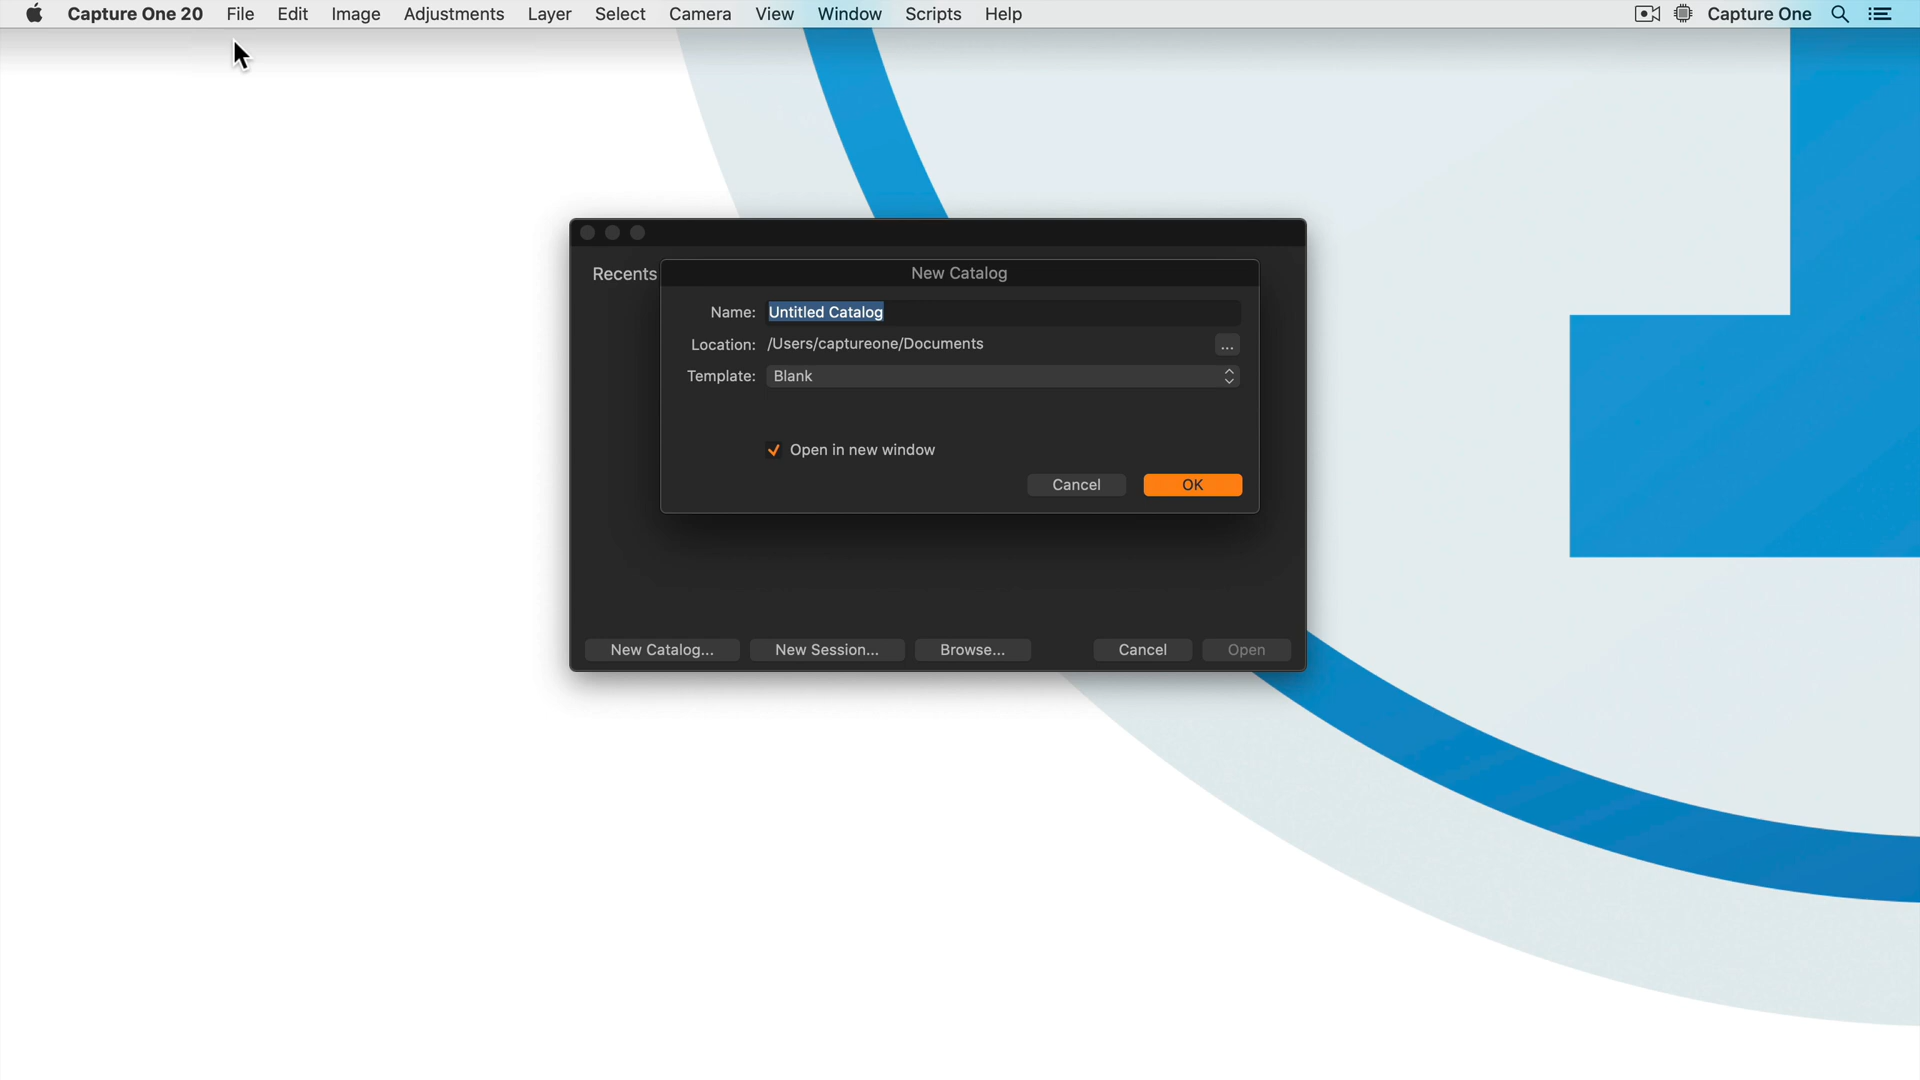 Capture One 20 File Edit Image Adjustments Layer Select Camera View Window Scripts Help Capture One
Recents
New Catalog
Name: Untitled Catalog
Location: /Users/captureone/Documents ...
Template: Blank
Open in new window
Cancel OK
New Catalog... New Session... Browse... Cancel Open